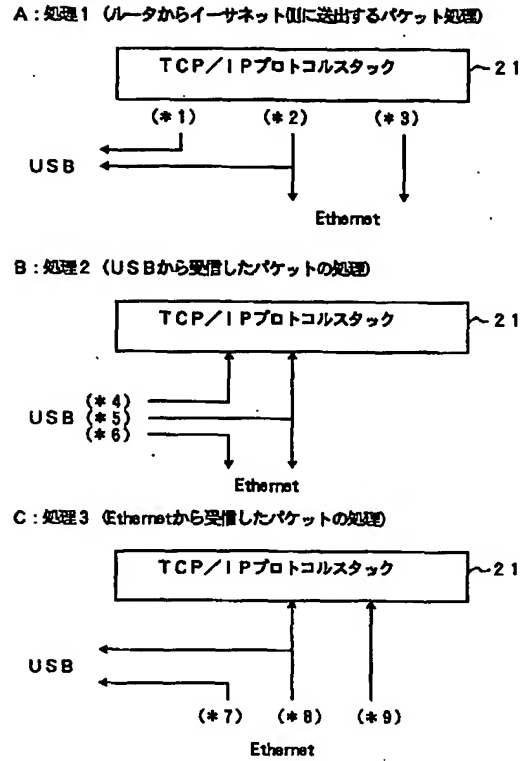 A:処理1(ルータからイーサネット側に送出するパケット処理)
TCP/IPプロトコルスタック
21
(*1) (*2) (*3)
USB
Ethernet
B:処理2(USBから受信したパケットの処理)
TCP/IPプロトコルスタック
21
(*4)
USB (*5)
(*6)
Ethernet
C:処理3(Ethernetから受信したパケットの処理)
TCP/IPプロトコルスタック
21
USB
(*7) (*8) (*9)
Ethernet